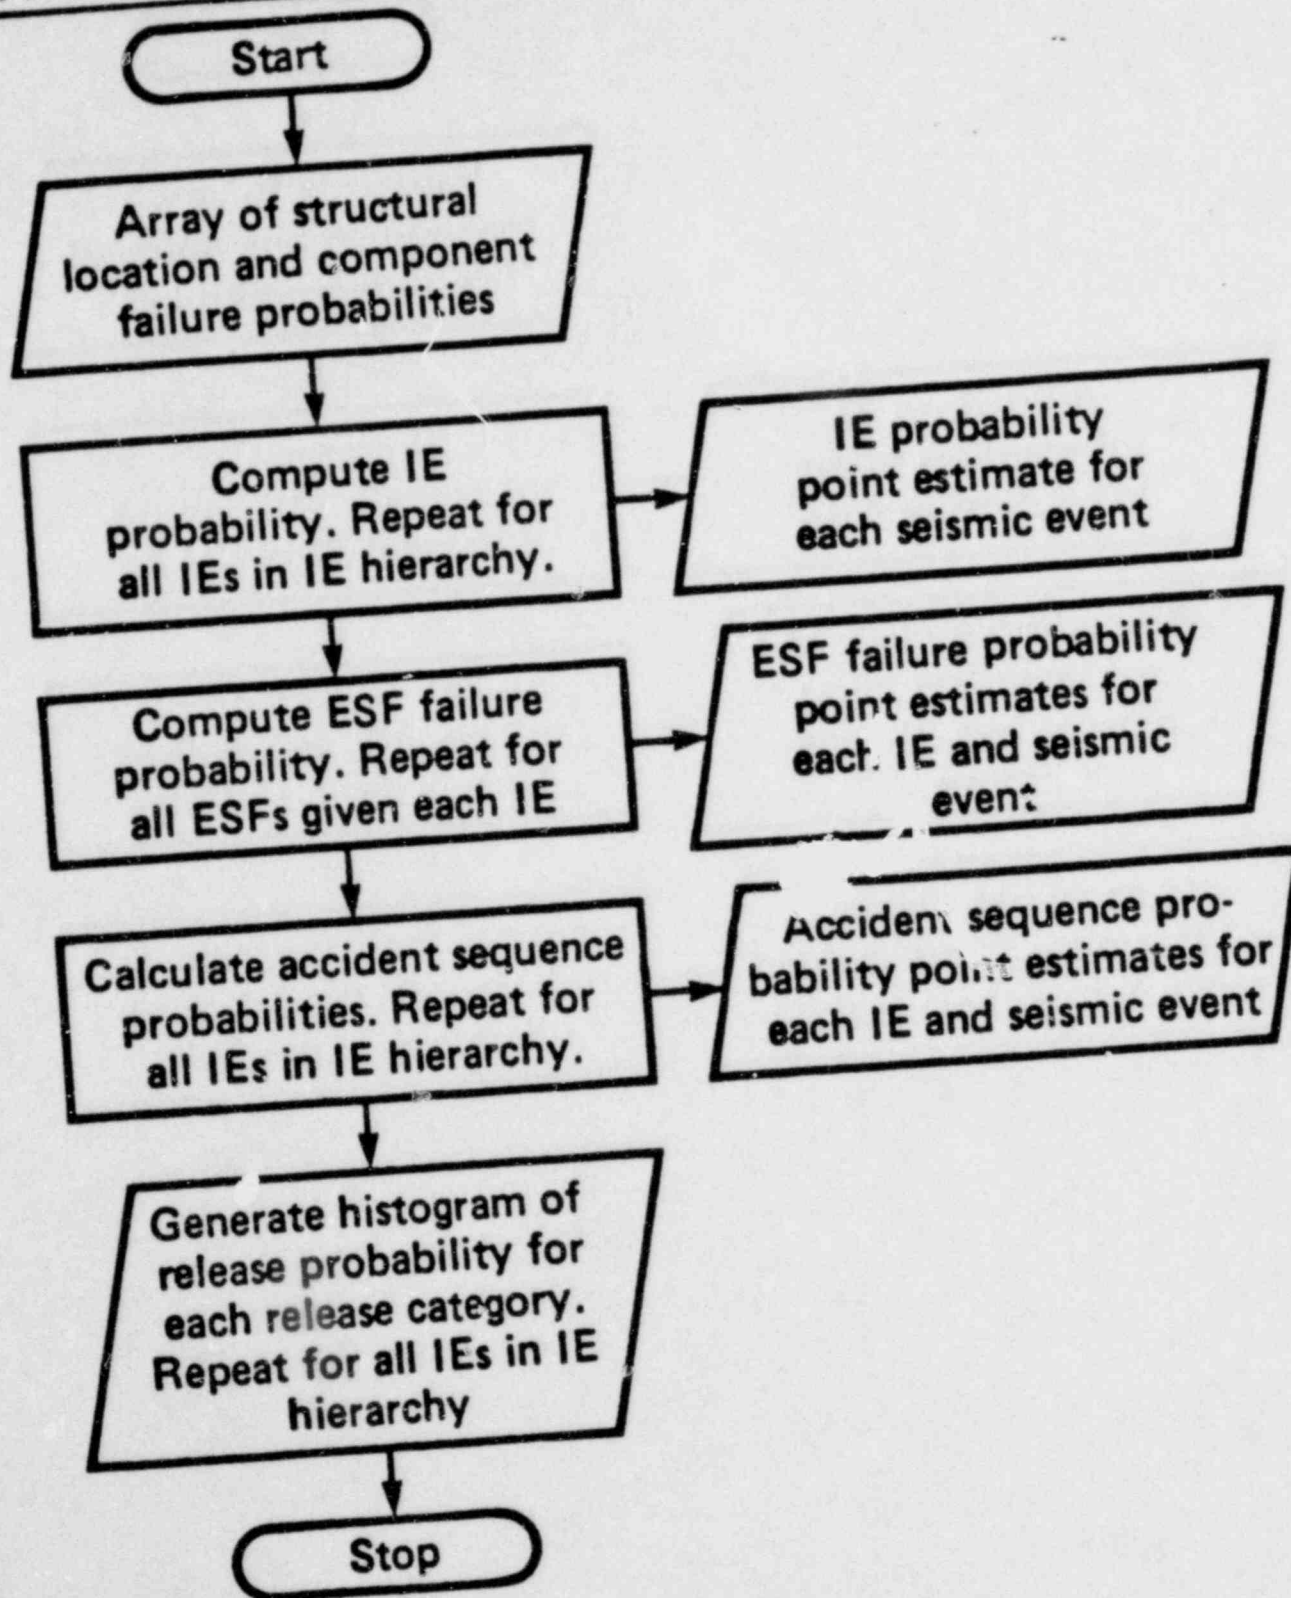 Start
Array of structural
location and component
failure probabilities
Compute IE
probability. Repeat for
all IEs in IE hierarchy.
IE probability
point estimate for
each seismic event
Compute ESF failure
probability. Repeat for
all ESFs given each IE
ESF failure probability
point estimates for
each IE and seismic
event
Calculate accident sequence
probabilities. Repeat for
all IEs in IE hierarchy.
Accident sequence pro-
bability point estimates for
each IE and seismic event
Generate histogram of
release probability for
each release category.
Repeat for all IEs in IE
hierarchy
Stop